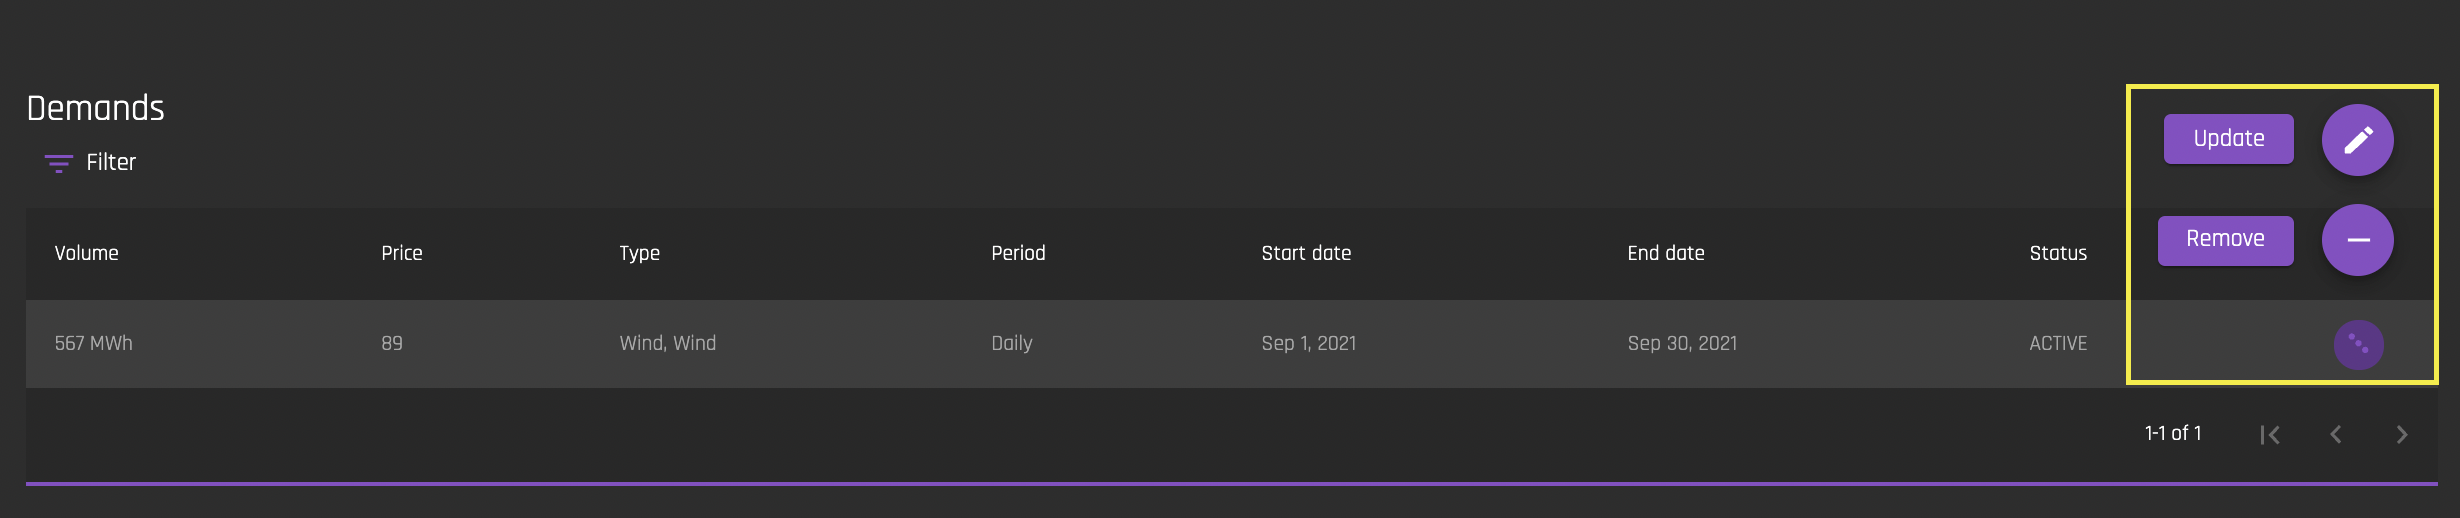 Demands
Update
Filter
Remove
Volume Price Type Period Start date End date Status
567 MWh 89 Wind, Wind Daily Sep 1, 2021 Sep 30, 2021 ACTIVE
1-1 of 1